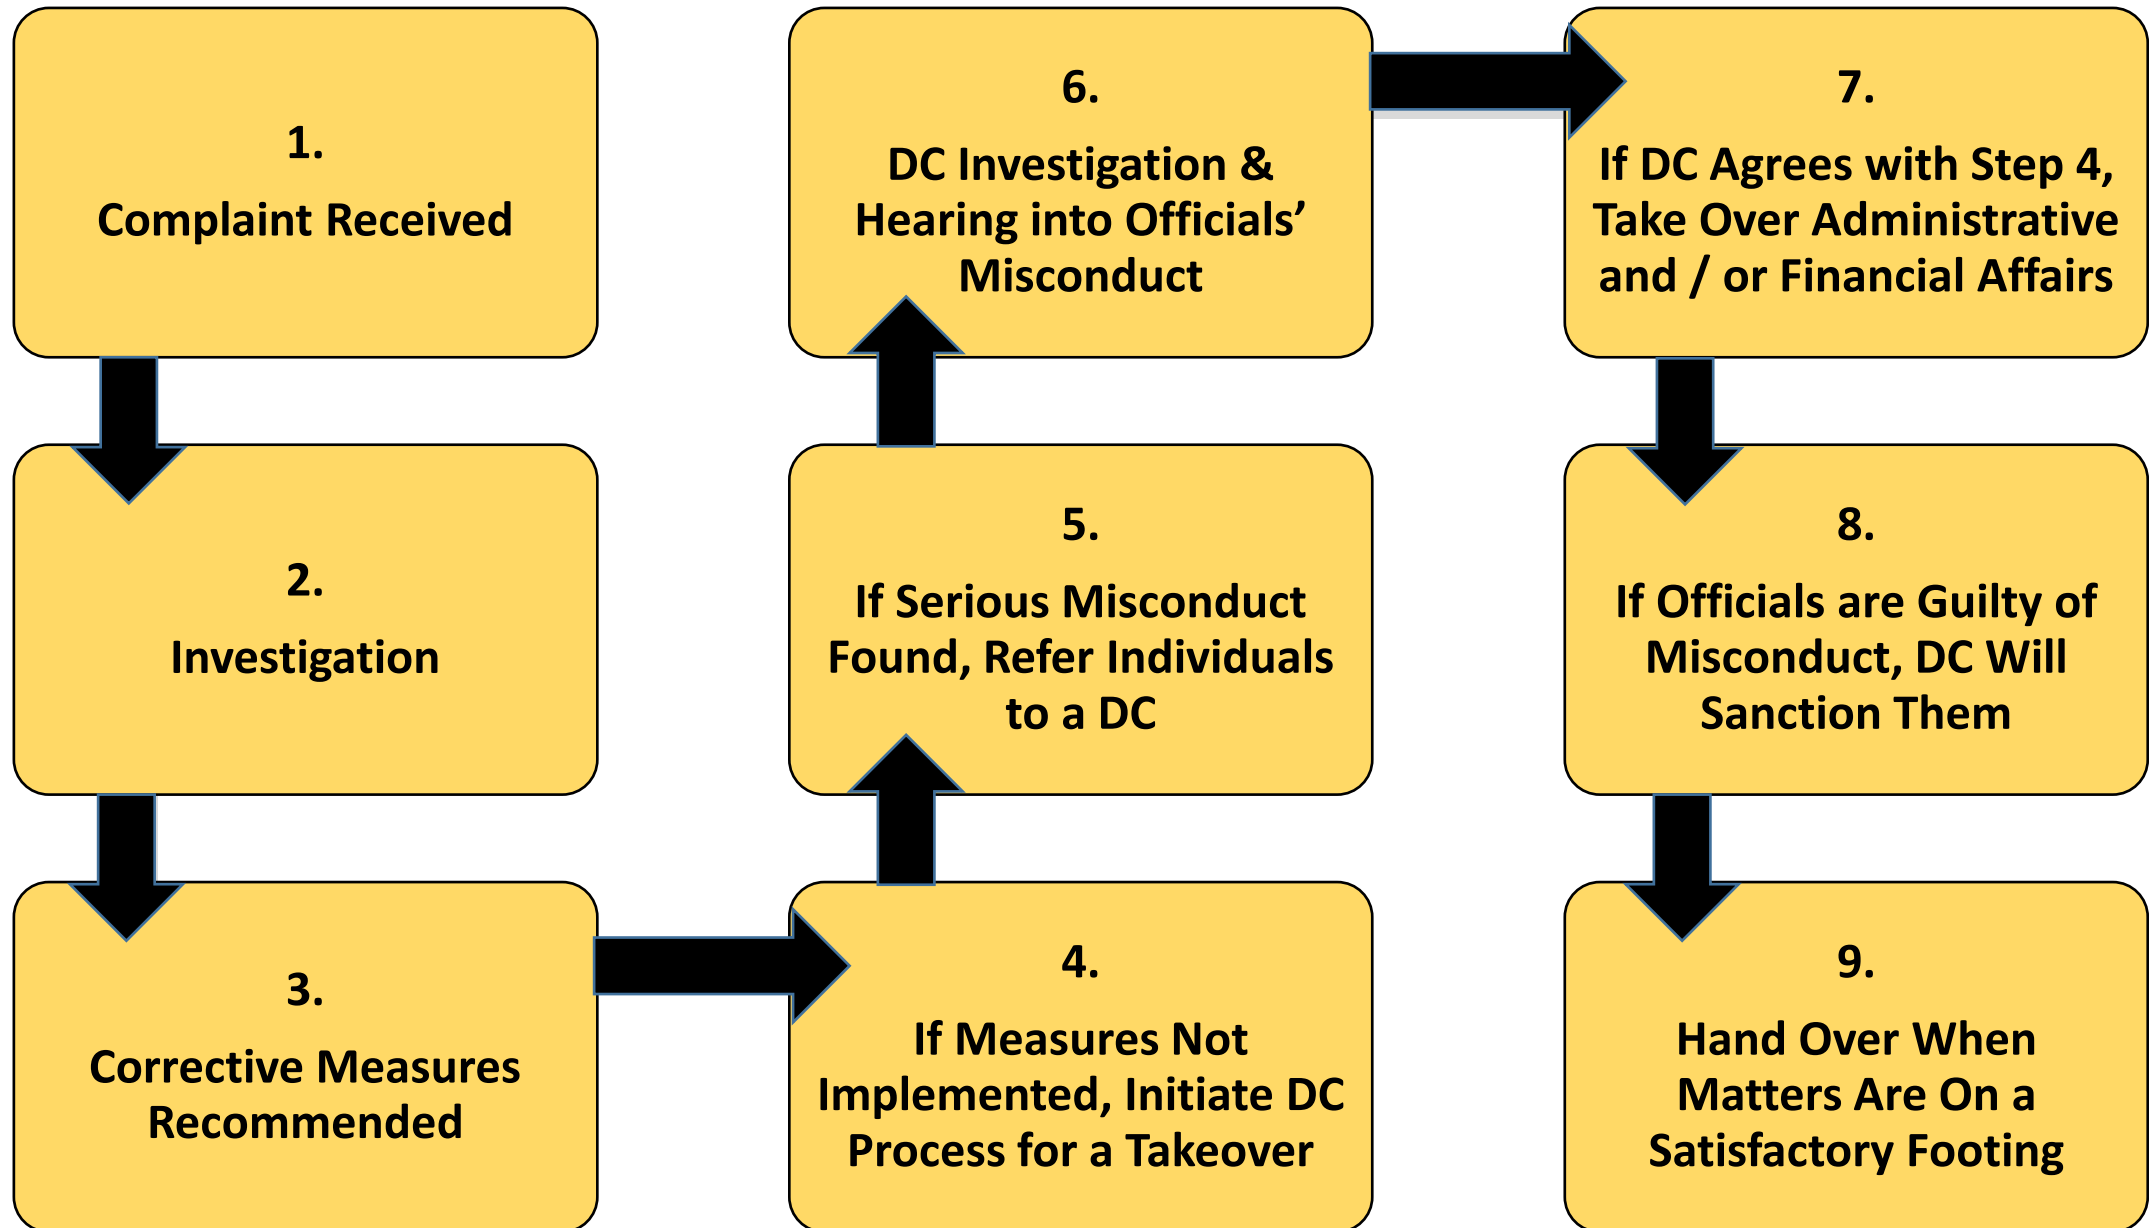 1.
Complaint Received
2.
Investigation
3.
Corrective Measures
Recommended
4.
If Measures Not
Implemented, Initiate DC
Process for a Takeover
5.
If Serious Misconduct
Found, Refer Individuals
to a DC
6.
DC Investigation &
Hearing into Officials’
Misconduct
7.
If DC Agrees with Step 4,
Take Over Administrative
and / or Financial Affairs
8.
If Officials are Guilty of
Misconduct, DC Will
Sanction Them
9.
Hand Over When
Matters Are On a
Satisfactory Footing